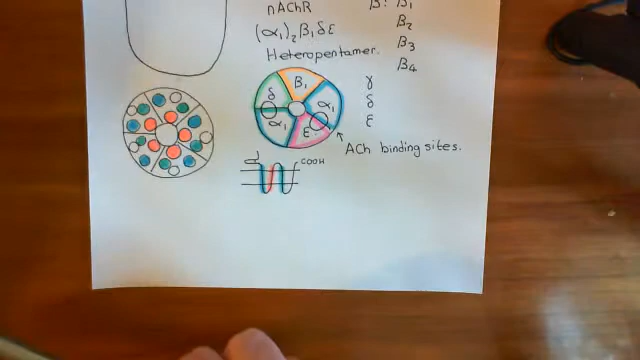 nAChR
(α₁)₂ β₁ δ ε
Heteropentamer.
β: β₁
β₂
β₃
β₄
γ
δ
ε
β₁
δ
α₁
α₁
ε
ACh binding sites.
COOH